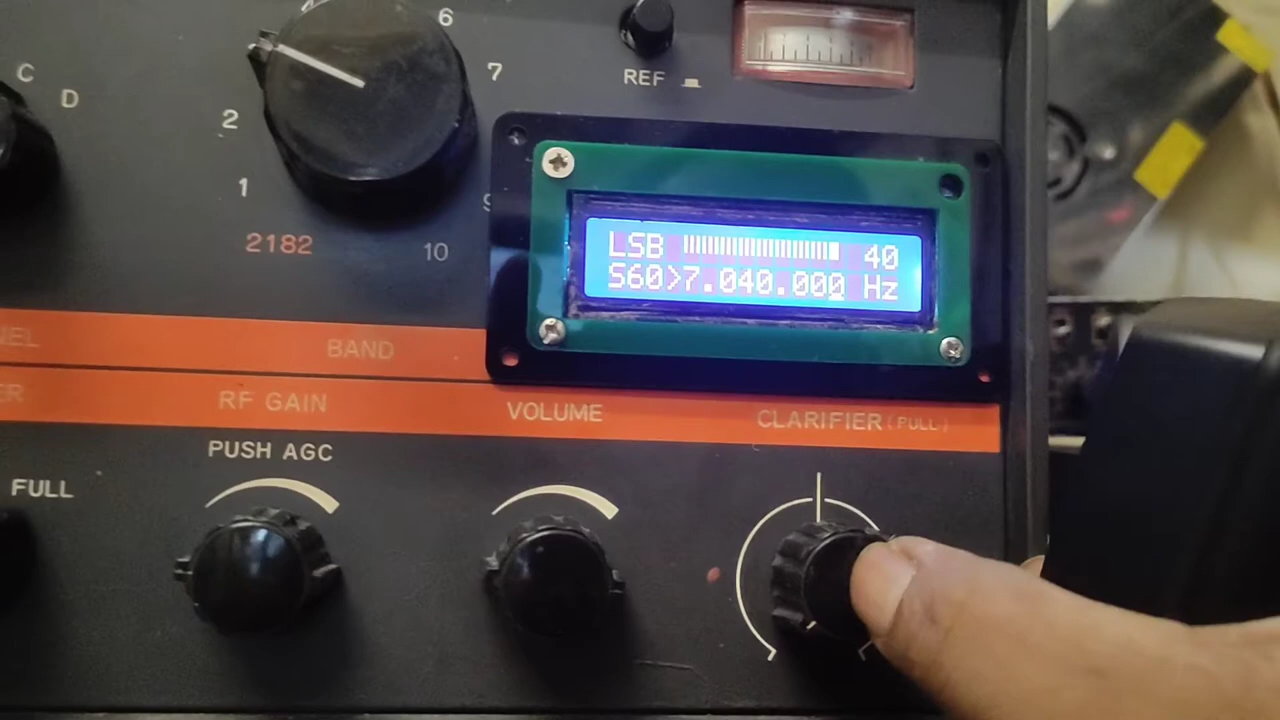 C
D
6
7
2
1
2182
10
REF
LSB 40
S60>7.040.000 Hz
BAND
RF GAIN
VOLUME
CLARIFIER (PULL)
PUSH AGC
FULL